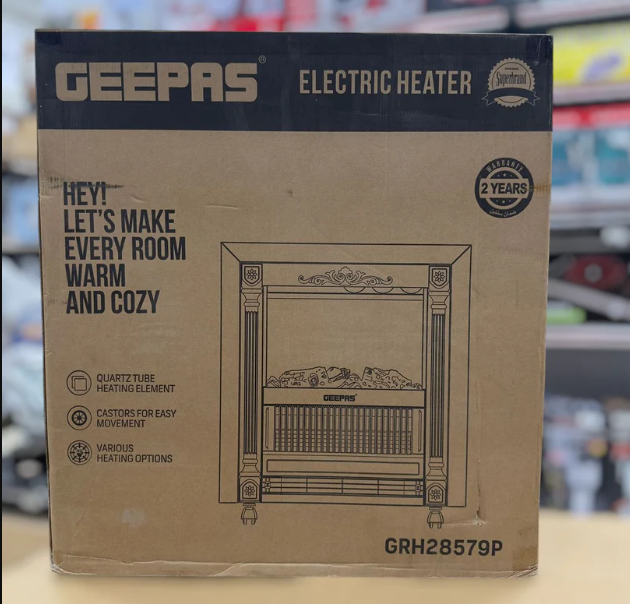 GEEPAS®
ELECTRIC HEATER
Superbrand
WARRANTY
2 YEARS
HEY!
LET'S MAKE
EVERY ROOM
WARM
AND COZY
QUARTZ TUBE
HEATING ELEMENT
CASTORS FOR EASY
MOVEMENT
VARIOUS
HEATING OPTIONS
GEEPAS
GRH28579P